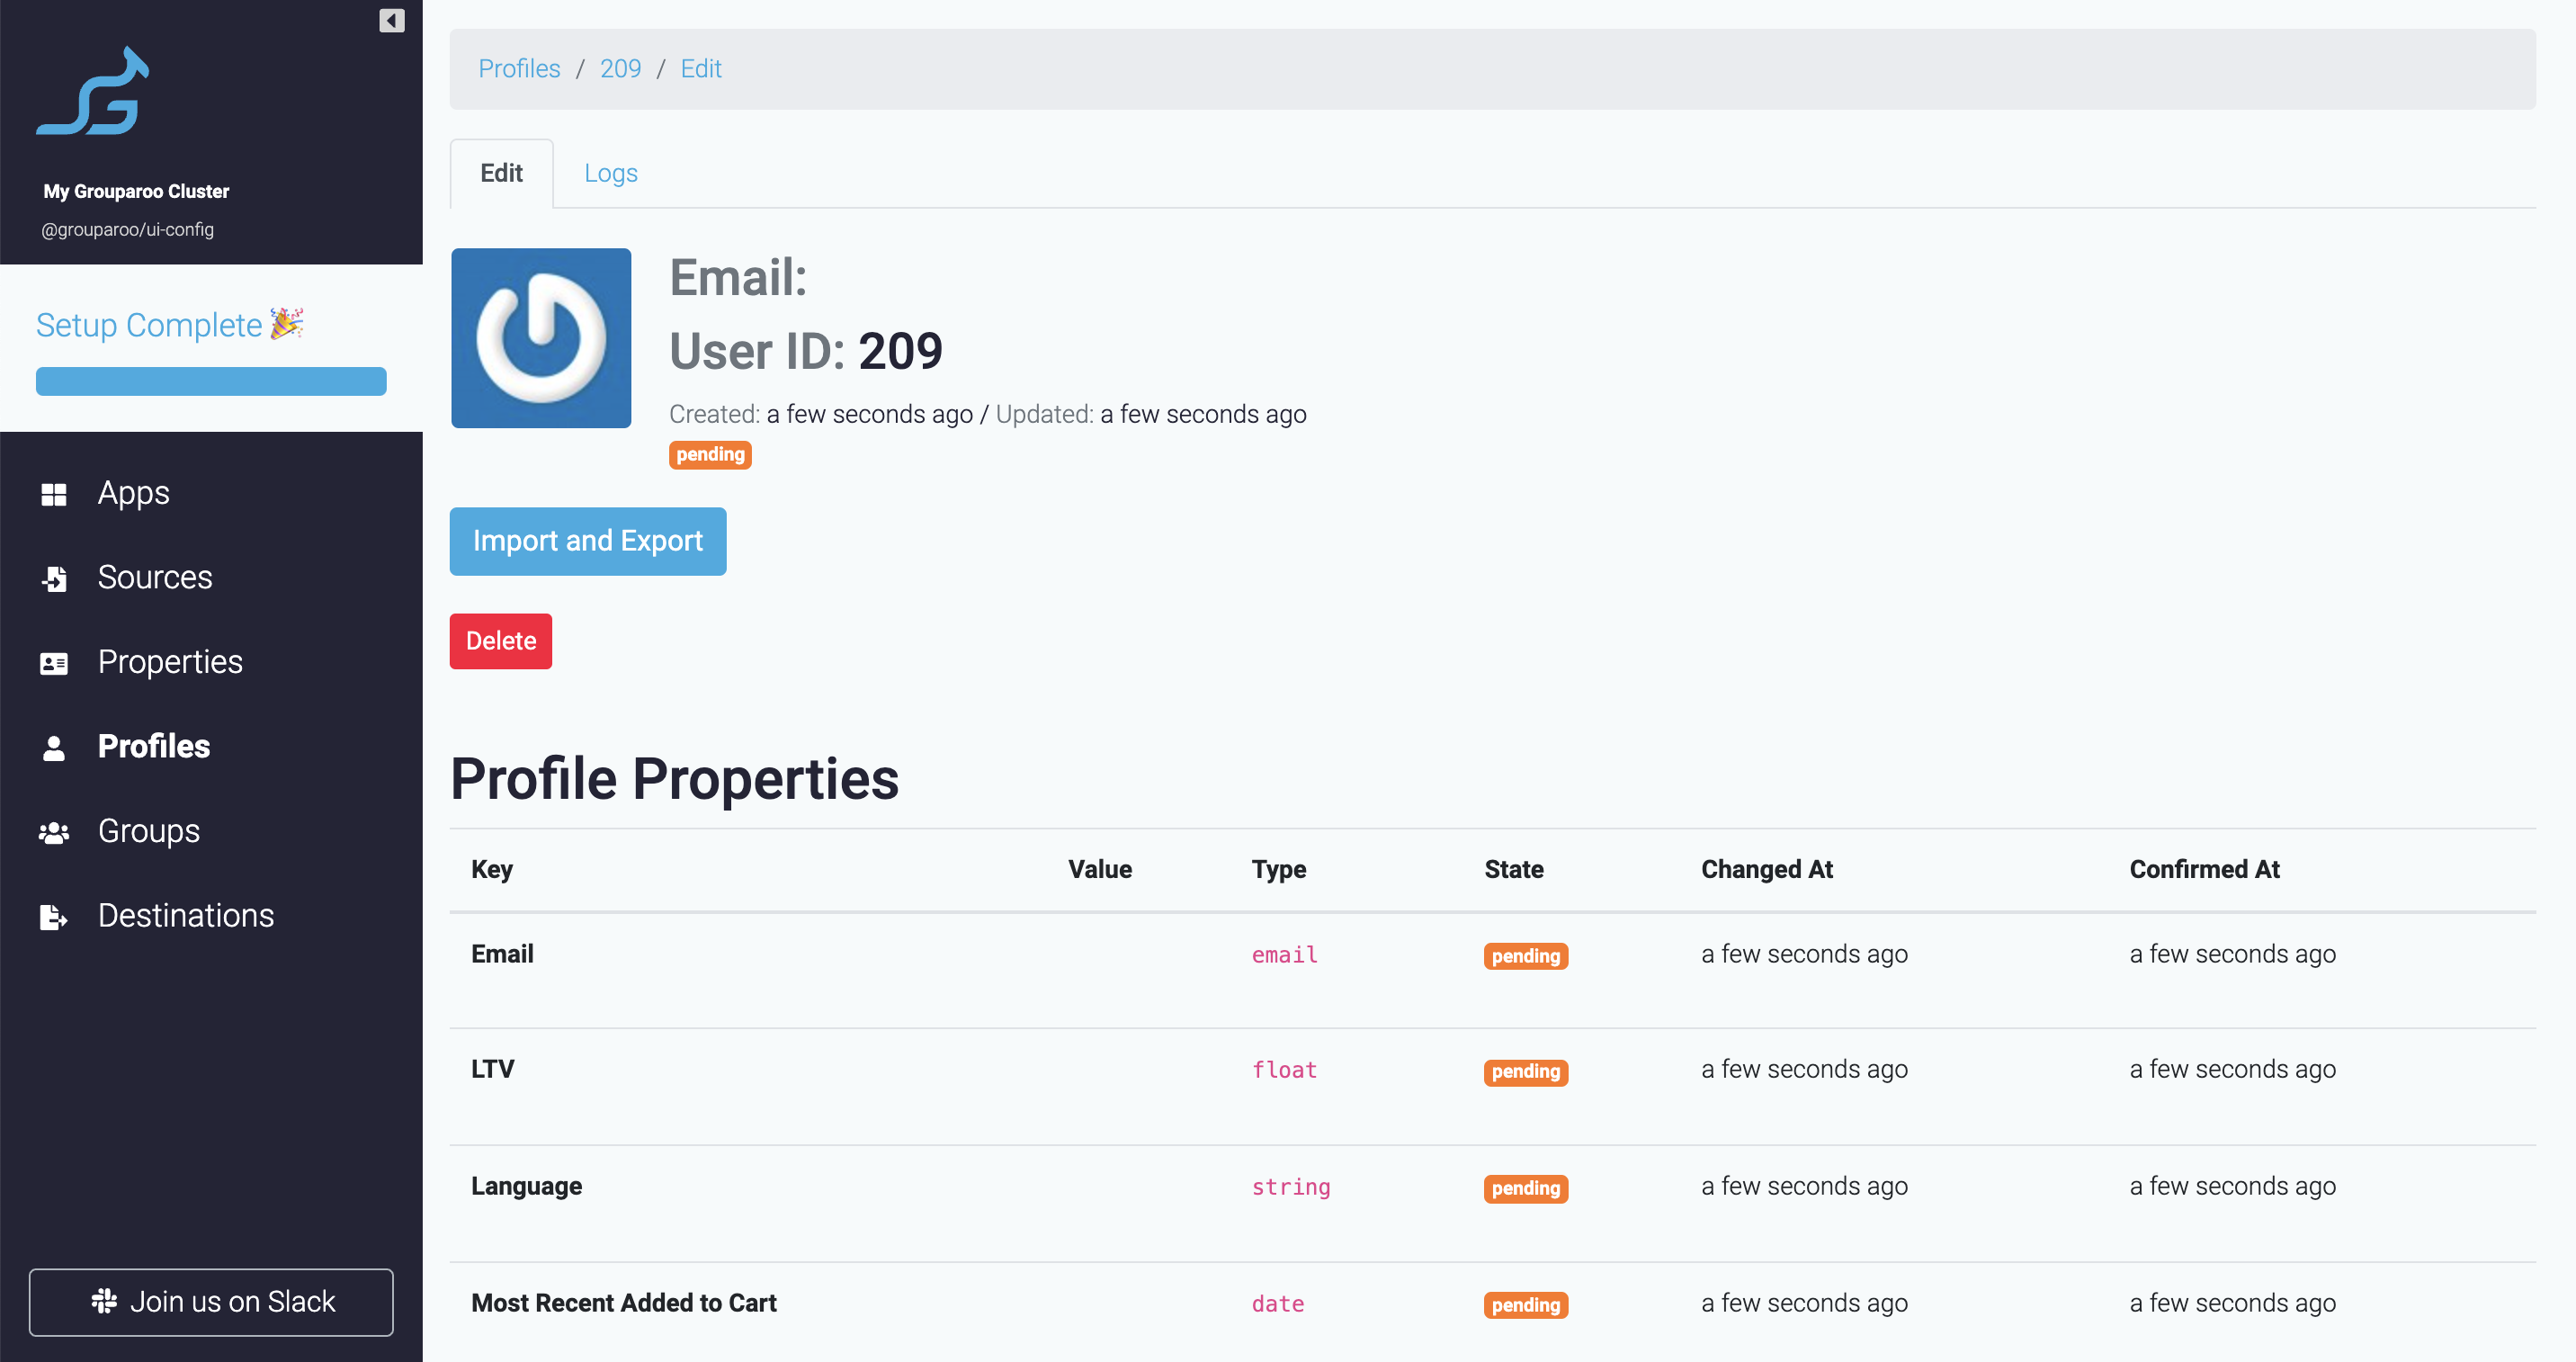 My Grouparoo Cluster
@grouparoo/ui-config
Setup Complete 🎉
Apps
Sources
Properties
Profiles
Groups
Destinations
Join us on Slack
Profiles / 209 / Edit
Edit Logs
Email:
User ID: 209
Created: a few seconds ago / Updated: a few seconds ago
pending
Import and Export
Delete
Profile Properties
Key Value Type State Changed At Confirmed At
Email email pending a few seconds ago a few seconds ago
LTV float pending a few seconds ago a few seconds ago
Language string pending a few seconds ago a few seconds ago
Most Recent Added to Cart date pending a few seconds ago a few seconds ago